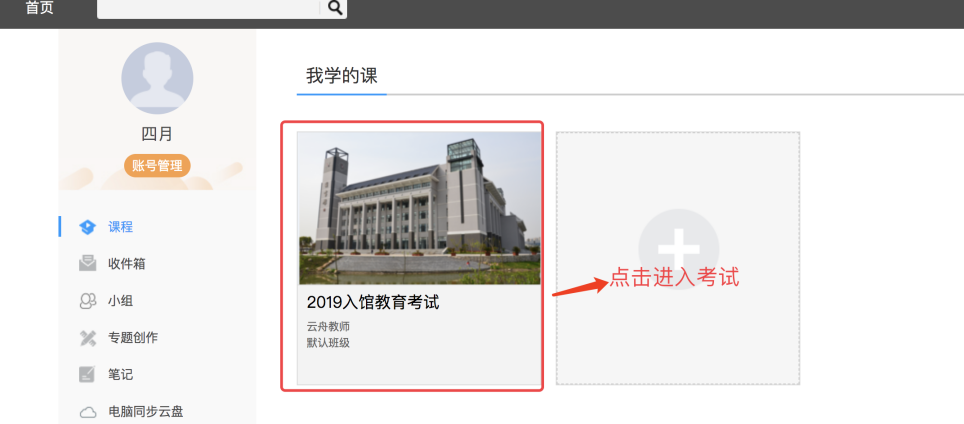 首页
四月
账号管理
课程
收件箱
小组
专题创作
笔记
电脑同步云盘
我学的课
2019入馆教育考试
云舟教师
默认班级
点击进入考试